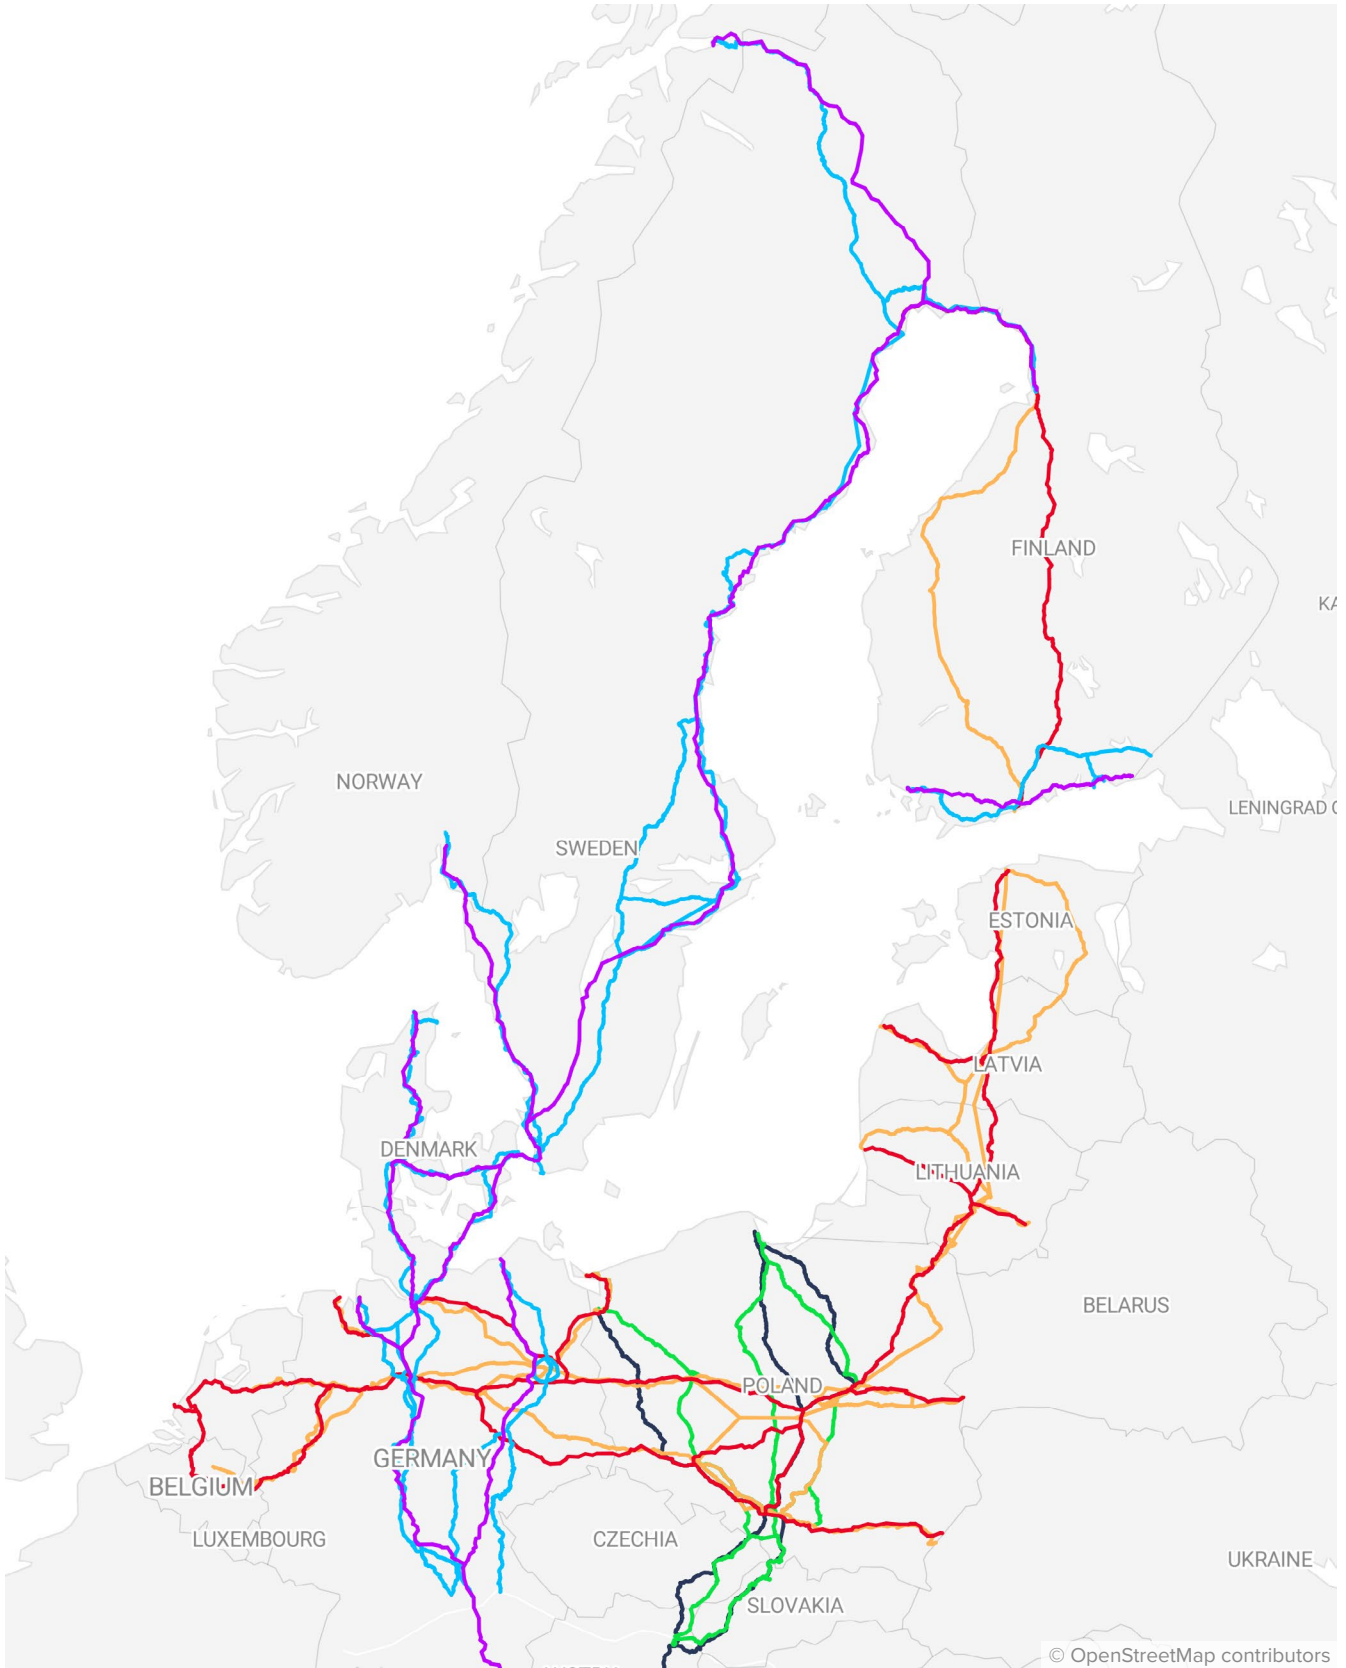 FINLAND
KA
NORWAY
LENINGRAD O
SWEDEN
ESTONIA
LATVIA
DENMARK
LITHUANIA
BELARUS
POLAND
GERMANY
BELGIUM
LUXEMBOURG
CZECHIA
UKRAINE
SLOVAKIA
© OpenStreetMap contributors